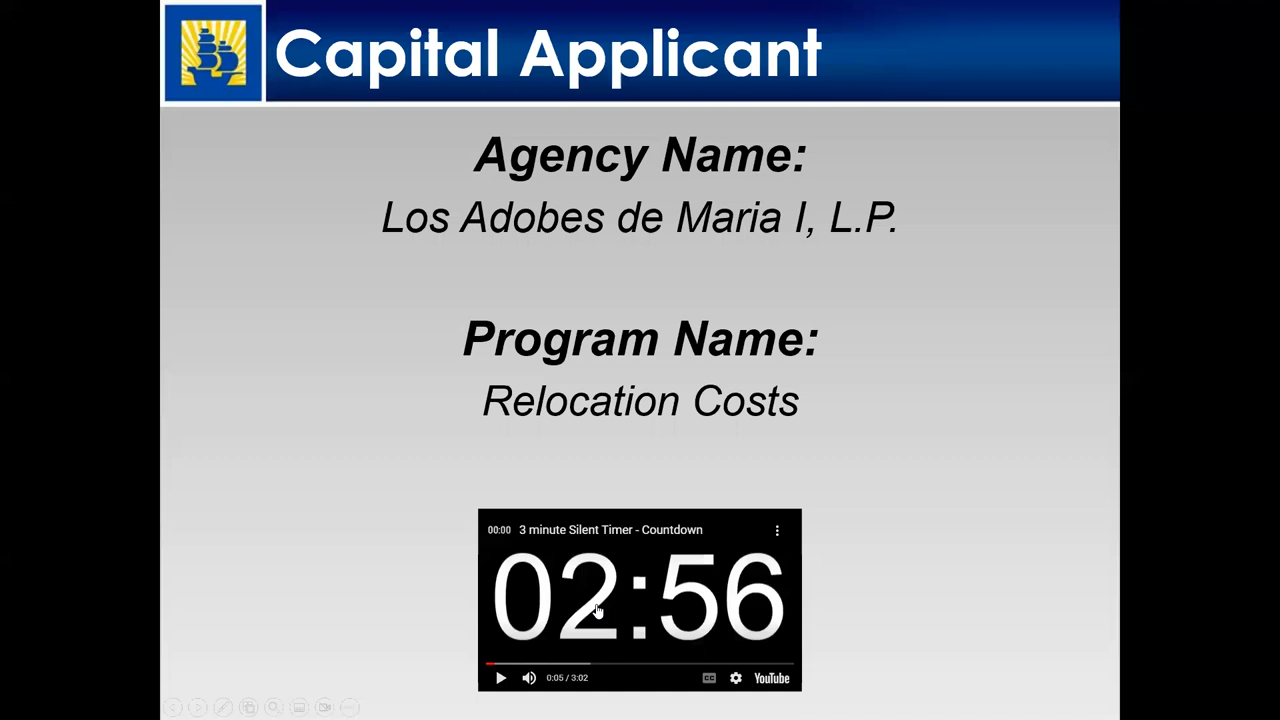 Capital Applicant
Agency Name:
Los Adobes de Maria I, L.P.
Program Name:
Relocation Costs
00:00 3 minute Silent Timer - Countdown
02:56
0:05 / 3:02 CC YouTube